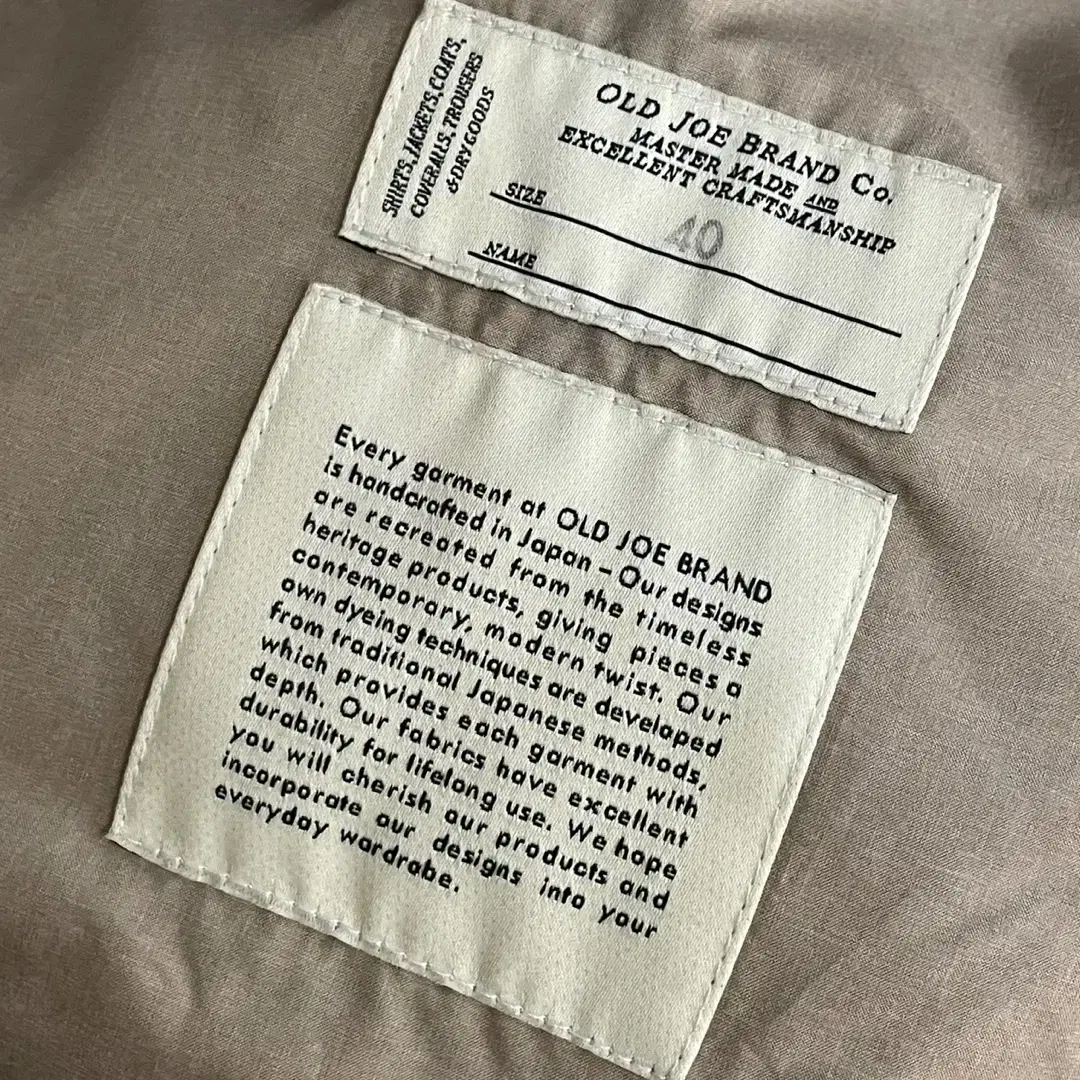 SHIRTS, JACKETS, COATS,
COVERALLS, TROUSERS
& DRY GOODS
OLD JOE BRAND Co.
MASTER MADE AND
EXCELLENT CRAFTSMANSHIP
SIZE 40
NAME
Every garment at OLD JOE BRAND
is handcrafted in Japan – Our designs
are recreated from the timeless
heritage products, giving pieces a
contemporary, modern twist. Our
own dyeing techniques are developed
from traditional Japanese methods,
which provides each garment with
depth. Our fabrics have excellent
durability for lifelong use. We hope
you will cherish our products and
incorporate our designs into your
everyday wardrobe.